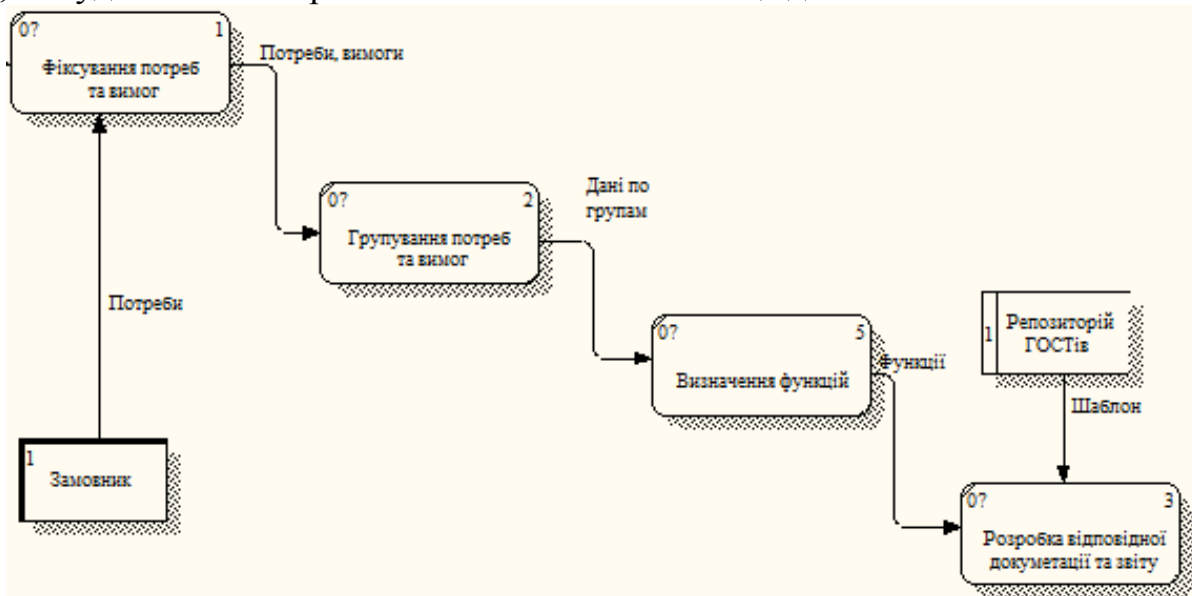 0? 1
Фіксування потреб
та вимог
Потреби, вимоги
0? 2
Групування потреб
та вимог
Дані по
групам
Потреби
0? 5
Визначення функцій
Функції
1 Репозиторій
ГОСТів
Шаблон
1
Замовник
0? 3
Розробка відповідної
докуметації та звіту